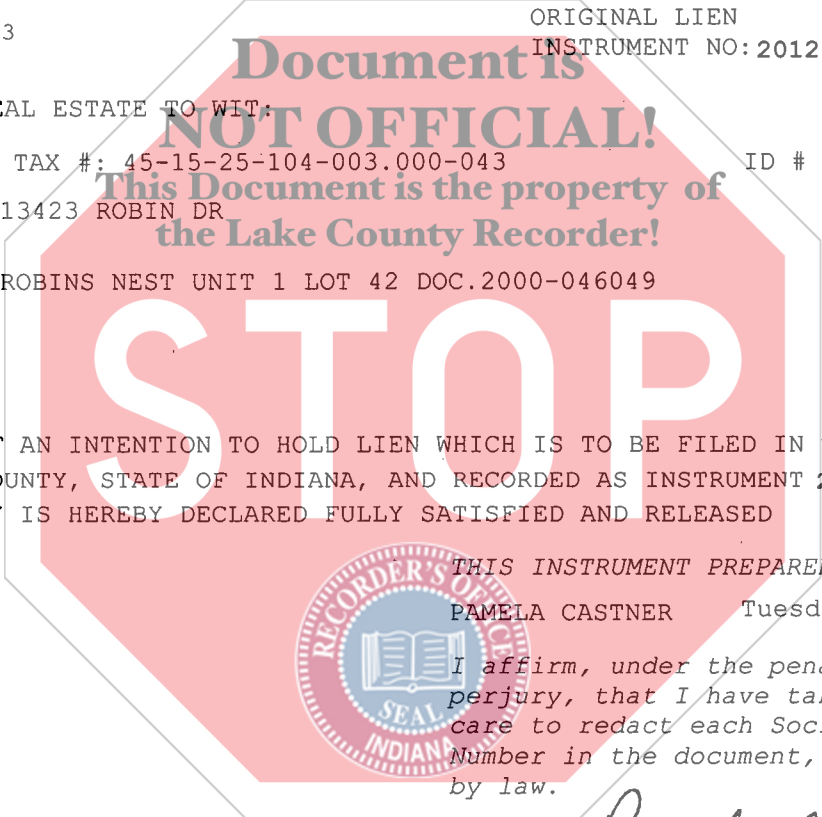 3
ORIGINAL LIEN
INSTRUMENT NO: 2012
Document is
EAL ESTATE TO WIT:
NOT OFFICIAL!
TAX #: 45-15-25-104-003.000-043 ID #
This Document is the property of
13423 ROBIN DR
the Lake County Recorder!
ROBINS NEST UNIT 1 LOT 42 DOC.2000-046049
STOP
AN INTENTION TO HOLD LIEN WHICH IS TO BE FILED IN
OUNTY, STATE OF INDIANA, AND RECORDED AS INSTRUMENT 2
IS HEREBY DECLARED FULLY SATISFIED AND RELEASED
THIS INSTRUMENT PREPARE
PAMELA CASTNER Tuesd
I affirm, under the pena
perjury, that I have ta
care to redact each Soci
Number in the document,
by law.
RECORDER'S OFFICE
SEAL
INDIANA